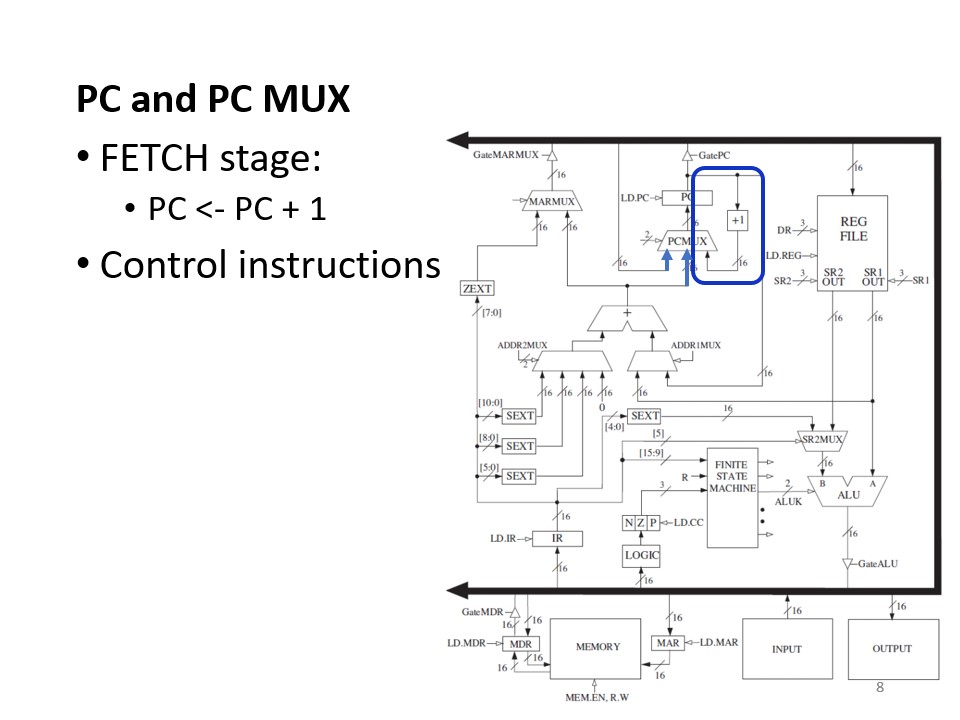 PC and PC MUX
• FETCH stage:
• PC <- PC + 1
• Control instructions
GateMARMUX
GatePC
16
16
MARMUX
LD.PC
PC
+1
REG
FILE
DR
3
2
PCMUX
16
16
16
16
16
16
LD.REG
SR2
3
SR2
OUT
SR1
OUT
3
SR1
ZEXT
[7:0]
+
16
16
ADDR2MUX
2
ADDR1MUX
16
16
16
16
16
16
0
[10:0]
SEXT
[4:0]
SEXT
16
[8:0]
SEXT
[5]
SR2MUX
[15:9]
16
[5:0]
SEXT
R
FINITE
STATE
MACHINE
3
2
ALUK
B
A
ALU
16
N Z P
LD.CC
LD.IR
IR
16
LOGIC
16
GateALU
16
16
GateMDR
16
16
16
16
16
LD.MDR
MDR
16
16
MEMORY
MAR
LD.MAR
16
INPUT
OUTPUT
MEM.EN, R.W
8